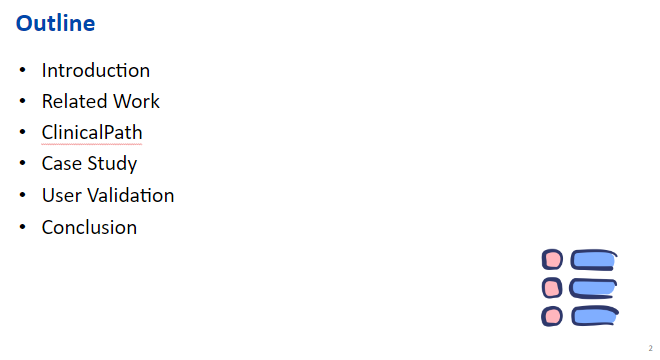 Outline
• Introduction
• Related Work
• ClinicalPath
• Case Study
• User Validation
• Conclusion
2